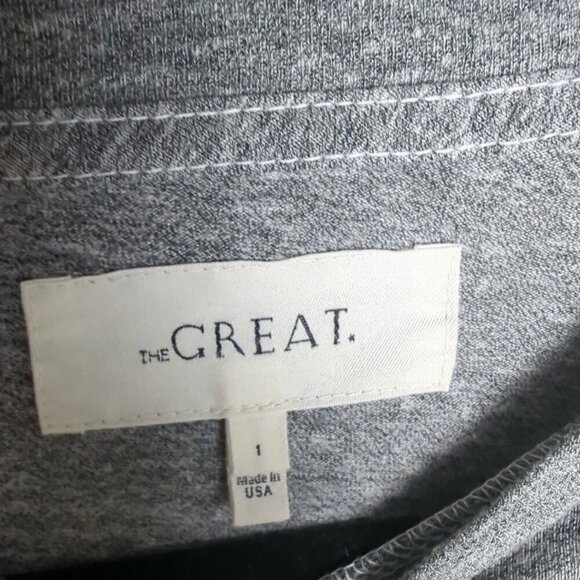 THE GREAT.
1
made in
USA